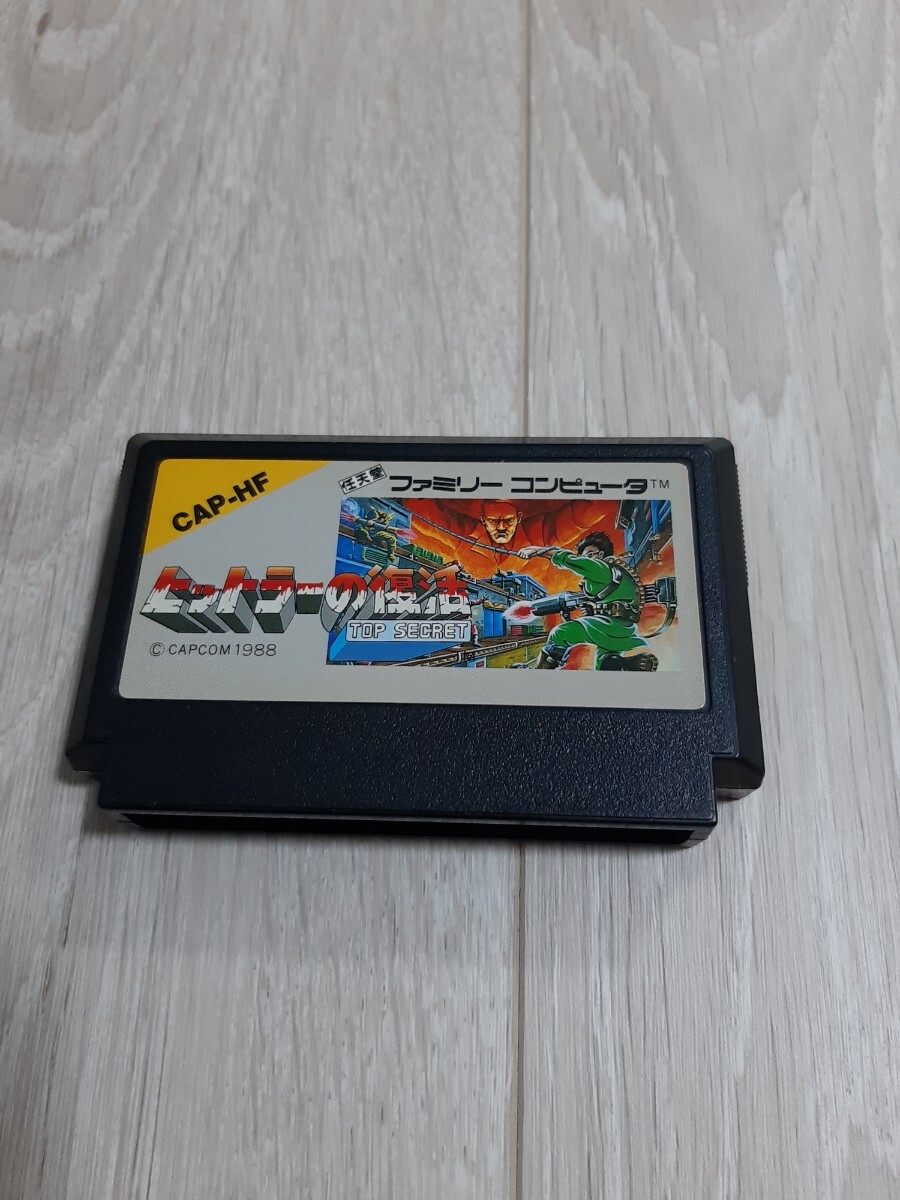 CAP-HF
任天堂 ファミリー コンピュータ™
ヒットラーの復活
TOP SECRET
© CAPCOM 1988